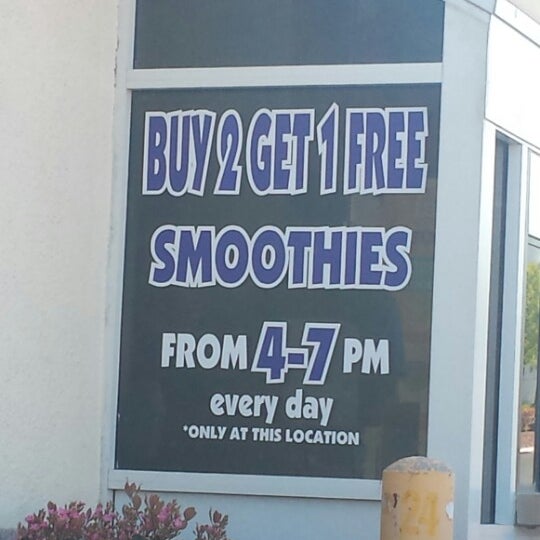 BUY 2 GET 1 FREE
SMOOTHIES
FROM 4-7 PM
every day
*ONLY AT THIS LOCATION